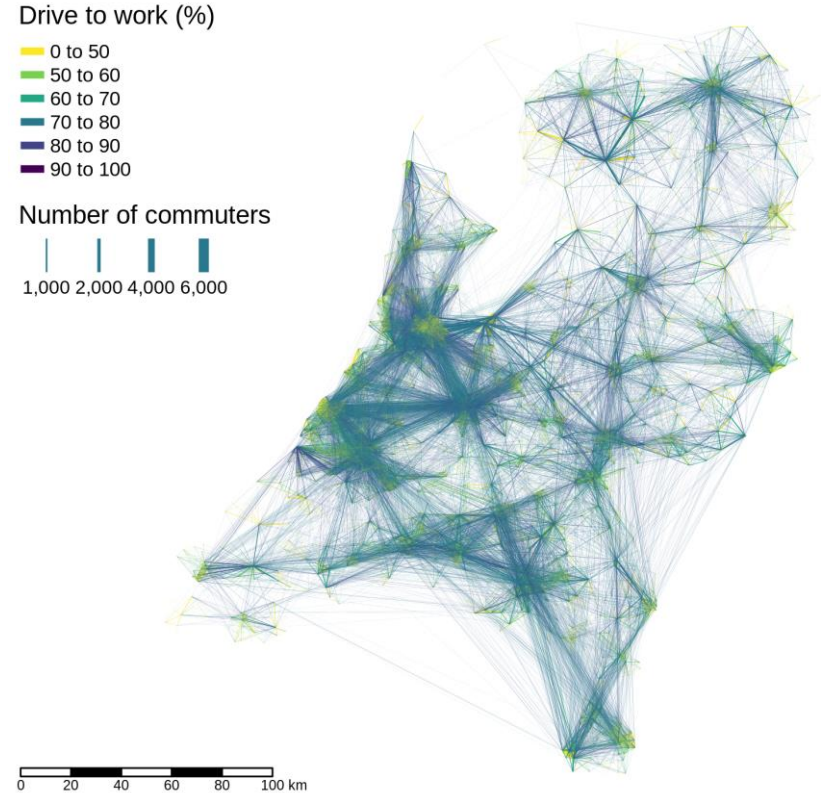 Drive to work (%)
0 to 50
50 to 60
60 to 70
70 to 80
80 to 90
90 to 100
Number of commuters
1,000 2,000 4,000 6,000
0 20 40 60 80 100 km